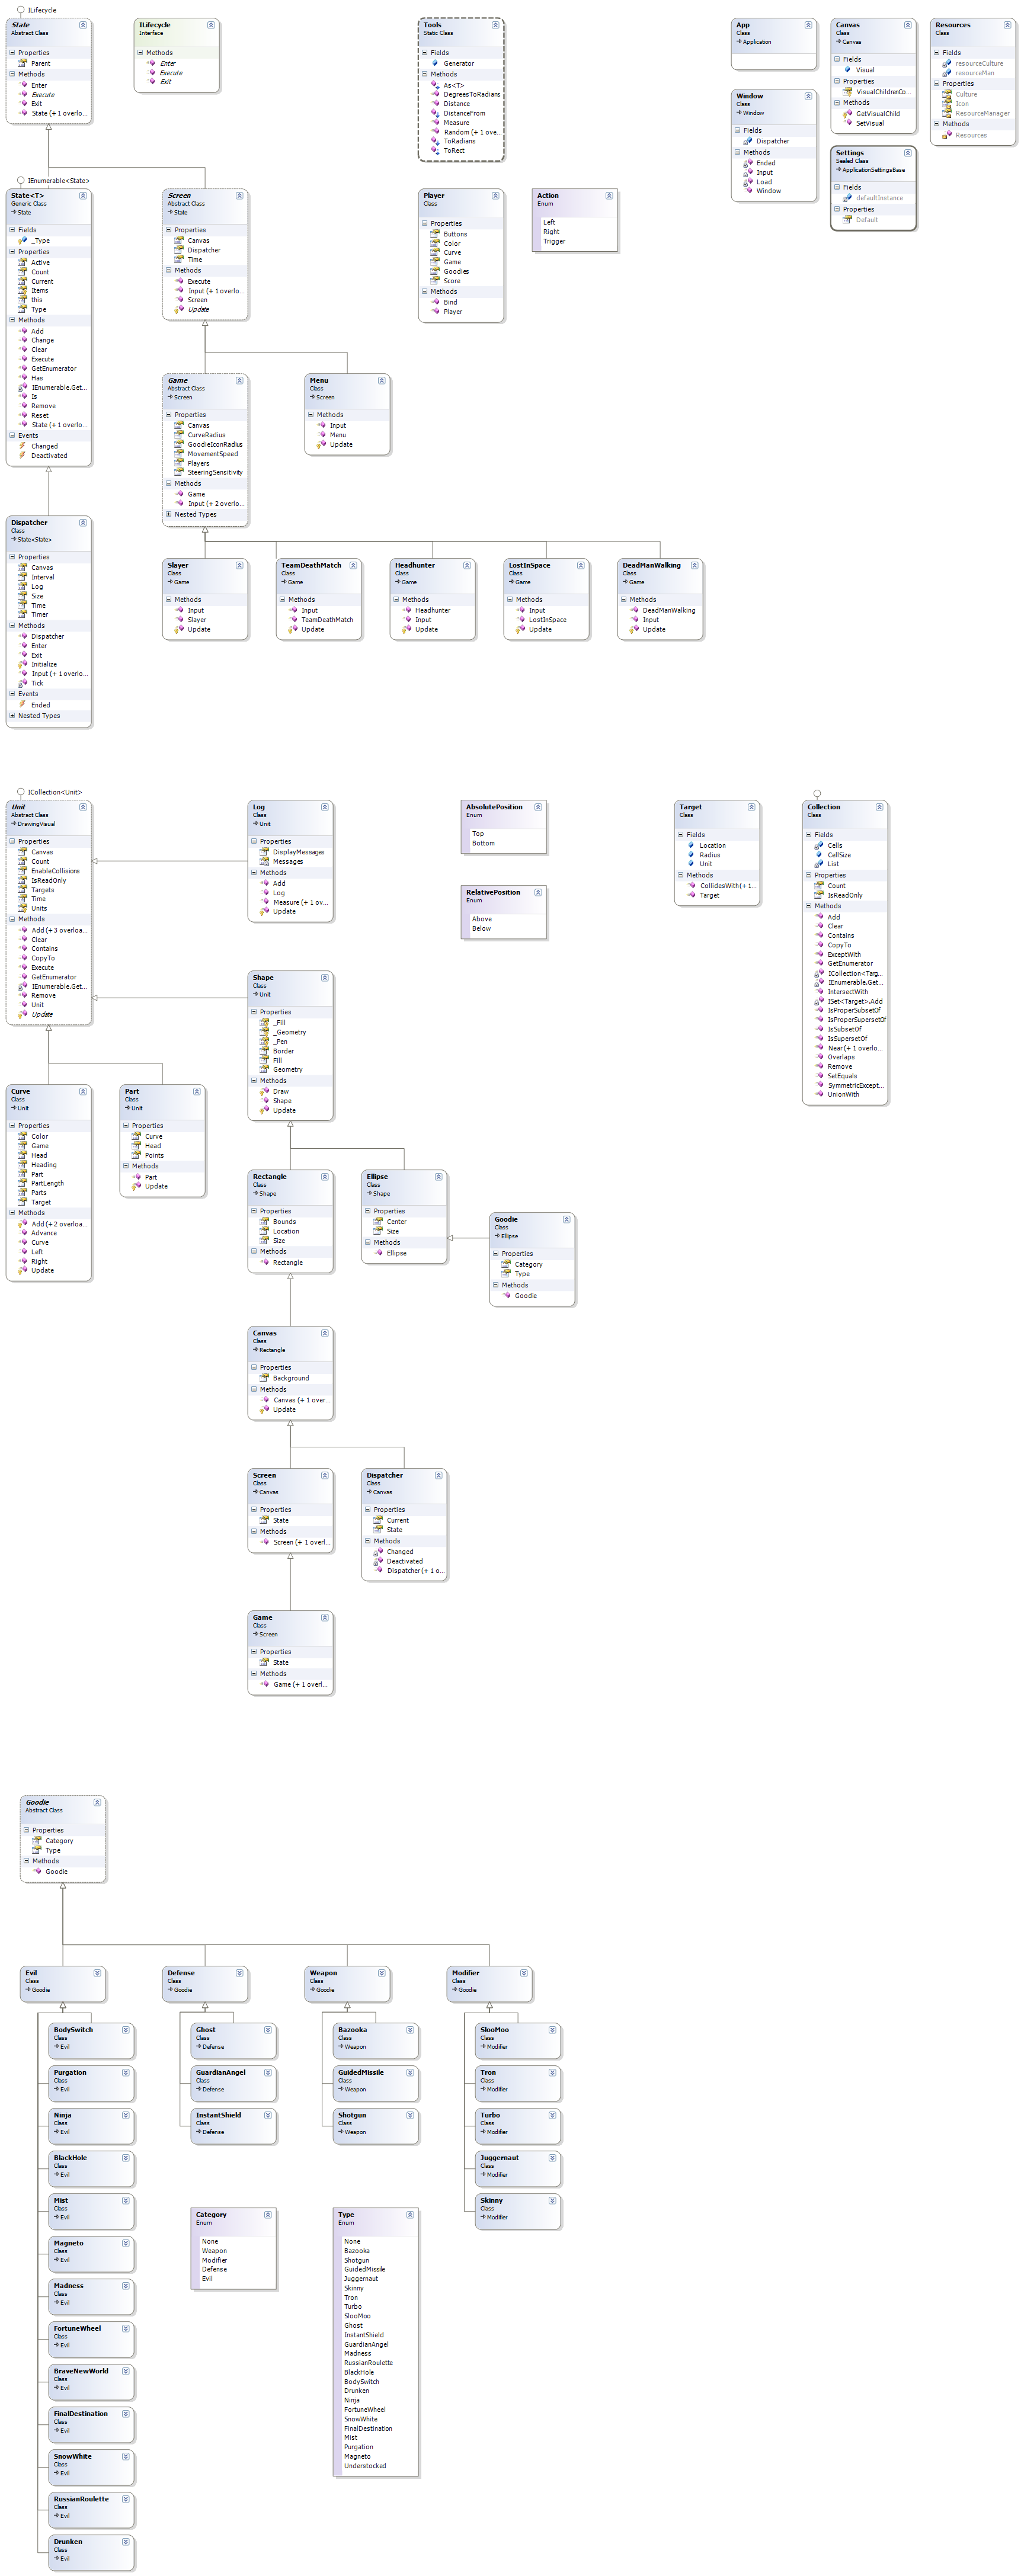 ILifecycle
State
Abstract Class
Properties
Parent
Methods
Enter
Execute
Exit
State (+ 1 overlo...
ILifecycle
Interface
Methods
Enter
Execute
Exit
Tools
Static Class
Fields
Generator
Methods
As<T>
DegreesToRadians
Distance
DistanceFrom
Measure
Random (+ 1 ove...
ToRadians
ToRect
App
Class
Application
Window
Class
Window
Fields
Dispatcher
Methods
Ended
Input
Load
Window
Canvas
Class
Canvas
Fields
Visual
Properties
VisualChildrenCo...
Methods
GetVisualChild
SetVisual
Settings
Sealed Class
ApplicationSettingsBase
Fields
defaultInstance
Properties
Default
Resources
Class
Fields
resourceCulture
resourceMan
Properties
Culture
Icon
ResourceManager
Methods
Resources
IEnumerable<State>
State<T>
Generic Class
State
Fields
_Type
Properties
Active
Count
Current
Items
this
Type
Methods
Add
Change
Clear
Execute
GetEnumerator
Has
IEnumerable.Get...
Is
Remove
Reset
State (+ 1 overlo...
Events
Changed
Deactivated
Screen
Abstract Class
State
Properties
Canvas
Dispatcher
Time
Methods
Execute
Input (+ 1 overlo...
Screen
Update
Player
Class
Properties
Buttons
Color
Curve
Game
Goodies
Score
Methods
Bind
Player
Action
Enum
Left
Right
Trigger
Game
Abstract Class
Screen
Properties
Canvas
CurveRadius
GoodieIconRadius
MovementSpeed
Players
SteeringSensitivity
Methods
Game
Input (+ 2 overlo...
Nested Types
Menu
Class
Screen
Methods
Input
Menu
Update
Dispatcher
Class
State<State>
Properties
Canvas
Interval
Log
Size
Time
Timer
Methods
Dispatcher
Enter
Exit
Initialize
Input (+ 1 overlo...
Tick
Events
Ended
Nested Types
Slayer
Class
Game
Methods
Input
Slayer
Update
TeamDeathMatch
Class
Game
Methods
Input
TeamDeathMatch
Update
Headhunter
Class
Game
Methods
Headhunter
Input
Update
LostInSpace
Class
Game
Methods
Input
LostInSpace
Update
DeadManWalking
Class
Game
Methods
DeadManWalking
Input
Update
ICollection<Unit>
Unit
Abstract Class
DrawingVisual
Properties
Canvas
Count
EnableCollisions
IsReadOnly
Targets
Time
Units
Methods
Add (+ 3 overloa...
Clear
Contains
CopyTo
Execute
GetEnumerator
IEnumerable.Get...
Remove
Unit
Update
Log
Class
Unit
Properties
DisplayMessages
Messages
Methods
Add
Log
Measure (+ 1 ov...
Update
AbsolutePosition
Enum
Top
Bottom
RelativePosition
Enum
Above
Below
Target
Class
Fields
Location
Radius
Unit
Methods
CollidesWith (+ 1...
Target
Collection
Class
Fields
Cells
CellSize
List
Properties
Count
IsReadOnly
Methods
Add
Clear
Contains
CopyTo
ExceptWith
GetEnumerator
ICollection<Targ...
IEnumerable.Get...
IntersectWith
ISet<Target>.Add
IsProperSubsetOf
IsProperSupersetOf
IsSubsetOf
IsSupersetOf
Near (+ 1 overlo...
Overlaps
Remove
SetEquals
SymmetricExcept...
UnionWith
Shape
Class
Unit
Properties
_Fill
_Geometry
_Pen
Border
Fill
Geometry
Methods
Draw
Shape
Update
Curve
Class
Unit
Properties
Color
Game
Head
Heading
Part
PartLength
Parts
Target
Methods
Add (+ 2 overloa...
Advance
Curve
Left
Right
Update
Part
Class
Unit
Properties
Curve
Head
Points
Methods
Part
Update
Rectangle
Class
Shape
Properties
Bounds
Location
Size
Methods
Rectangle
Ellipse
Class
Shape
Properties
Center
Size
Methods
Ellipse
Goodie
Class
Ellipse
Properties
Category
Type
Methods
Goodie
Canvas
Class
Rectangle
Properties
Background
Methods
Canvas (+ 1 over...
Update
Screen
Class
Canvas
Properties
State
Methods
Screen (+ 1 overl...
Dispatcher
Class
Canvas
Properties
Current
State
Methods
Changed
Deactivated
Dispatcher (+ 1 o...
Game
Class
Screen
Properties
State
Methods
Game (+ 1 overl...
Goodie
Abstract Class
Properties
Category
Type
Methods
Goodie
Evil
Class
Goodie
Defense
Class
Goodie
Weapon
Class
Goodie
Modifier
Class
Goodie
BodySwitch
Class
Evil
Purgation
Class
Evil
Ninja
Class
Evil
BlackHole
Class
Evil
Mist
Class
Evil
Magneto
Class
Evil
Madness
Class
Evil
FortuneWheel
Class
Evil
BraveNewWorld
Class
Evil
FinalDestination
Class
Evil
SnowWhite
Class
Evil
RussianRoulette
Class
Evil
Drunken
Class
Evil
Ghost
Class
Defense
GuardianAngel
Class
Defense
InstantShield
Class
Defense
Bazooka
Class
Weapon
GuidedMissile
Class
Weapon
Shotgun
Class
Weapon
SlooMoo
Class
Modifier
Tron
Class
Modifier
Turbo
Class
Modifier
Juggernaut
Class
Modifier
Skinny
Class
Modifier
Category
Enum
None
Weapon
Modifier
Defense
Evil
Type
Enum
None
Bazooka
Shotgun
GuidedMissile
Juggernaut
Skinny
Tron
Turbo
SlooMoo
Ghost
InstantShield
GuardianAngel
Madness
RussianRoulette
BlackHole
BodySwitch
Drunken
Ninja
FortuneWheel
SnowWhite
FinalDestination
Mist
Purgation
Magneto
Understocked